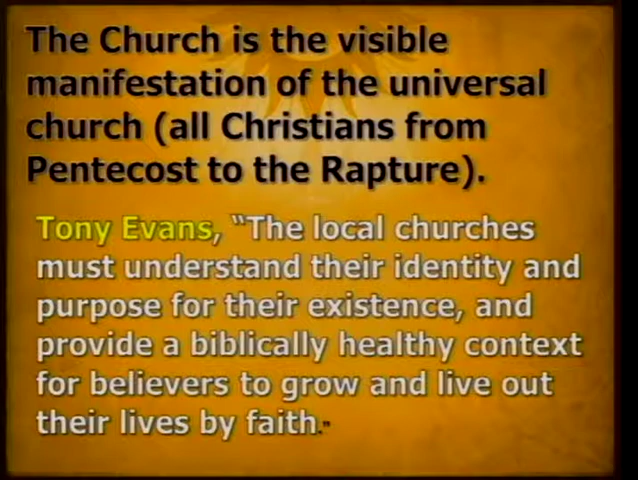 The Church is the visible
manifestation of the universal
church (all Christians from
Pentecost to the Rapture).
Tony Evans, “The local churches
must understand their identity and
purpose for their existence, and
provide a biblically healthy context
for believers to grow and live out
their lives by faith.”